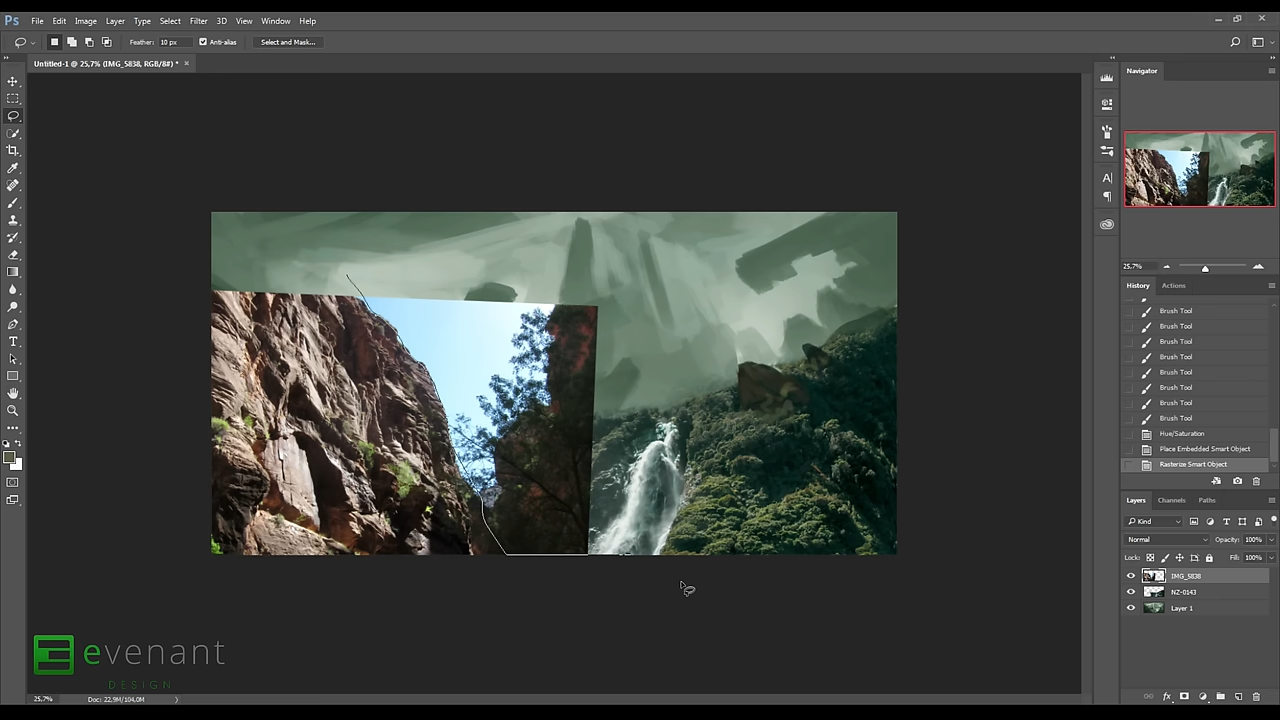 Ps File Edit Image Layer Type Select Filter 3D View Window Help
Feather: 10 px Anti-alias Select and Mask...
Untitled-1 @ 25,7% (IMG_5838, RGB/8#) *
Navigator
25,7%
History Actions
Brush Tool
Brush Tool
Brush Tool
Brush Tool
Brush Tool
Brush Tool
Brush Tool
Brush Tool
Hue/Saturation
Place Embedded Smart Object
Rasterize Smart Object
Layers Channels Paths
Kind
Normal Opacity: 100%
Lock: Fill: 100%
IMG_5838
NZ-0143
Layer 1
evenant
DESIGN
25,7% Doc: 22,9M/104,0M